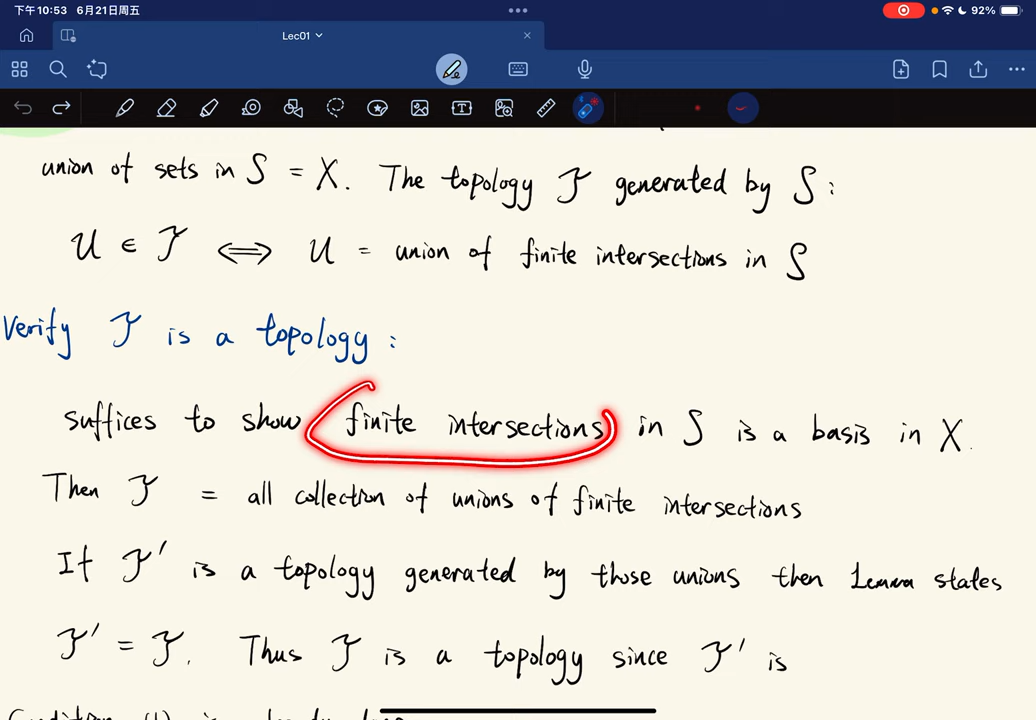 下午10:53 6月21日周五
92%
Lec01
union of sets in S = X. The topology T generated by S:
U ∈ T ⟺ U = union of finite intersections in S
Verify T is a topology:
suffices to show finite intersections in S is a basis in X.
Then T = all collection of unions of finite intersections
If T' is a topology generated by those unions then Lemma states
T' = T. Thus T is a topology since T' is